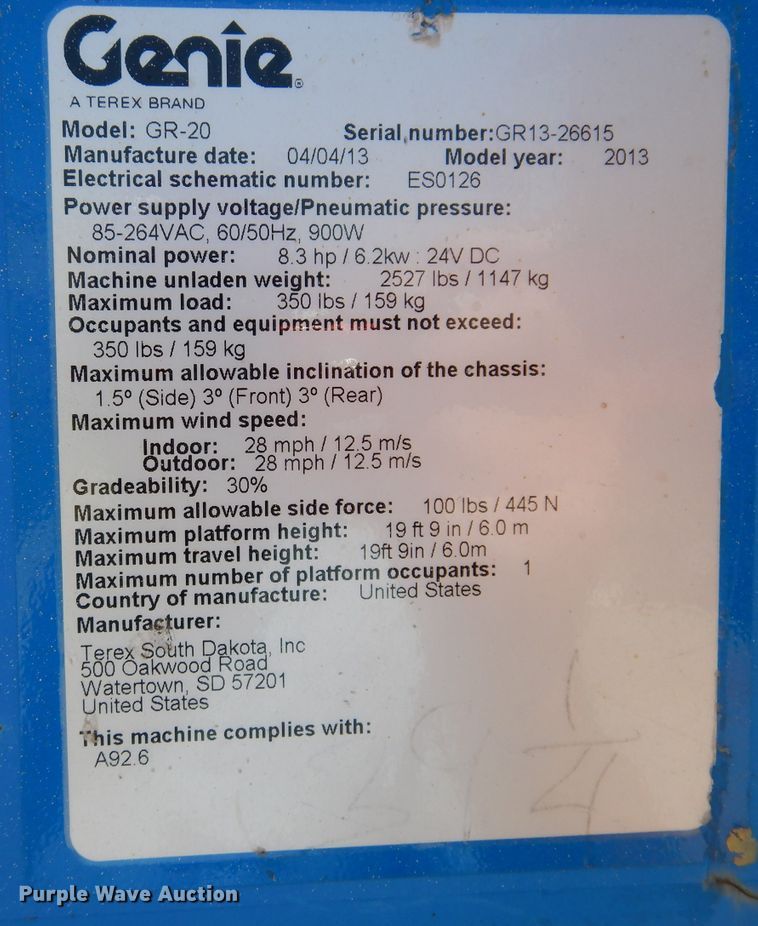 Genie®
A TEREX BRAND
Model: GR-20 Serial number:GR13-26615
Manufacture date: 04/04/13 Model year: 2013
Electrical schematic number: ES0126
Power supply voltage/Pneumatic pressure:
85-264VAC, 60/50Hz, 900W
Nominal power: 8.3 hp / 6.2kw : 24V DC
Machine unladen weight: 2527 lbs / 1147 kg
Maximum load: 350 lbs / 159 kg
Occupants and equipment must not exceed:
350 lbs / 159 kg
Maximum allowable inclination of the chassis:
1.5º (Side) 3º (Front) 3º (Rear)
Maximum wind speed:
Indoor: 28 mph / 12.5 m/s
Outdoor: 28 mph / 12.5 m/s
Gradeability: 30%
Maximum allowable side force: 100 lbs / 445 N
Maximum platform height: 19 ft 9 in / 6.0 m
Maximum travel height: 19ft 9in / 6.0m
Maximum number of platform occupants: 1
Country of manufacture: United States
Manufacturer:
Terex South Dakota, Inc
500 Oakwood Road
Watertown, SD 57201
United States
This machine complies with:
A92.6
Purple Wave Auction